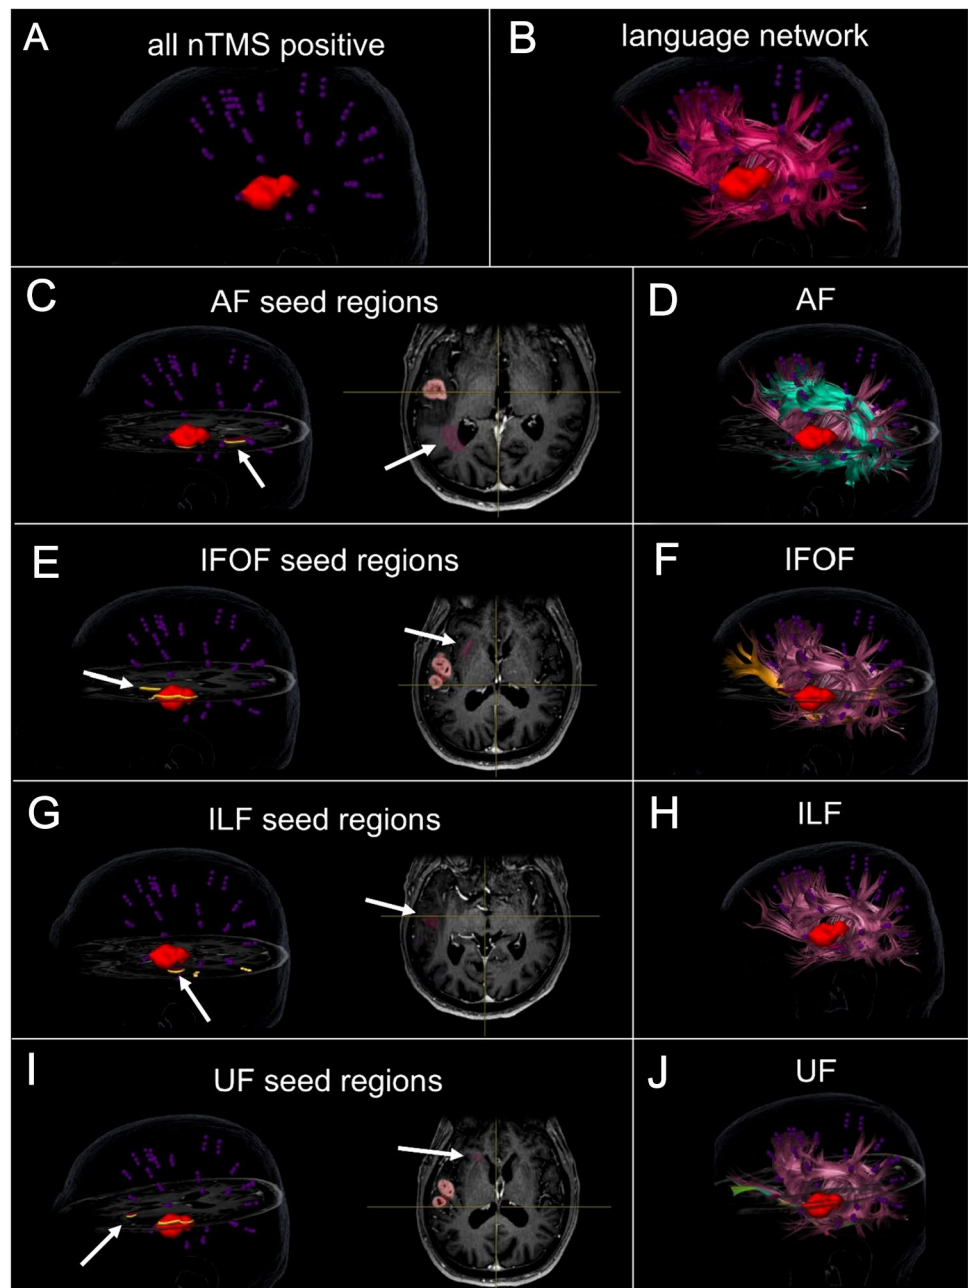 A
all nTMS positive
B
language network
C
AF seed regions
D
AF
E
IFOF seed regions
F
IFOF
G
ILF seed regions
H
ILF
I
UF seed regions
J
UF